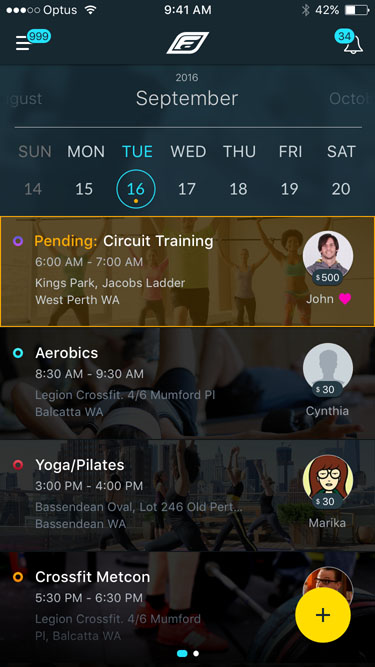 Optus 9:41 AM 42%
999
34
2016
September
SUN MON TUE WED THU FRI SAT
14 15 16 17 18 19 20
Pending: Circuit Training
6:00 AM - 7:00 AM
Kings Park, Jacobs Ladder
West Perth WA
$500
John
Aerobics
8:30 AM - 9:30 AM
Legion Crossfit. 4/6 Mumford Pl
Balcatta WA
$ 30
Cynthia
Yoga/Pilates
3:00 PM - 4:00 PM
Bassendean Oval, Lot 246 Old Pert...
Bassendean WA
$ 30
Marika
Crossfit Metcon
5:30 PM - 6:30 PM
Legion Crossfit. 4/6 Mumford
Pl, Balcatta WA
+